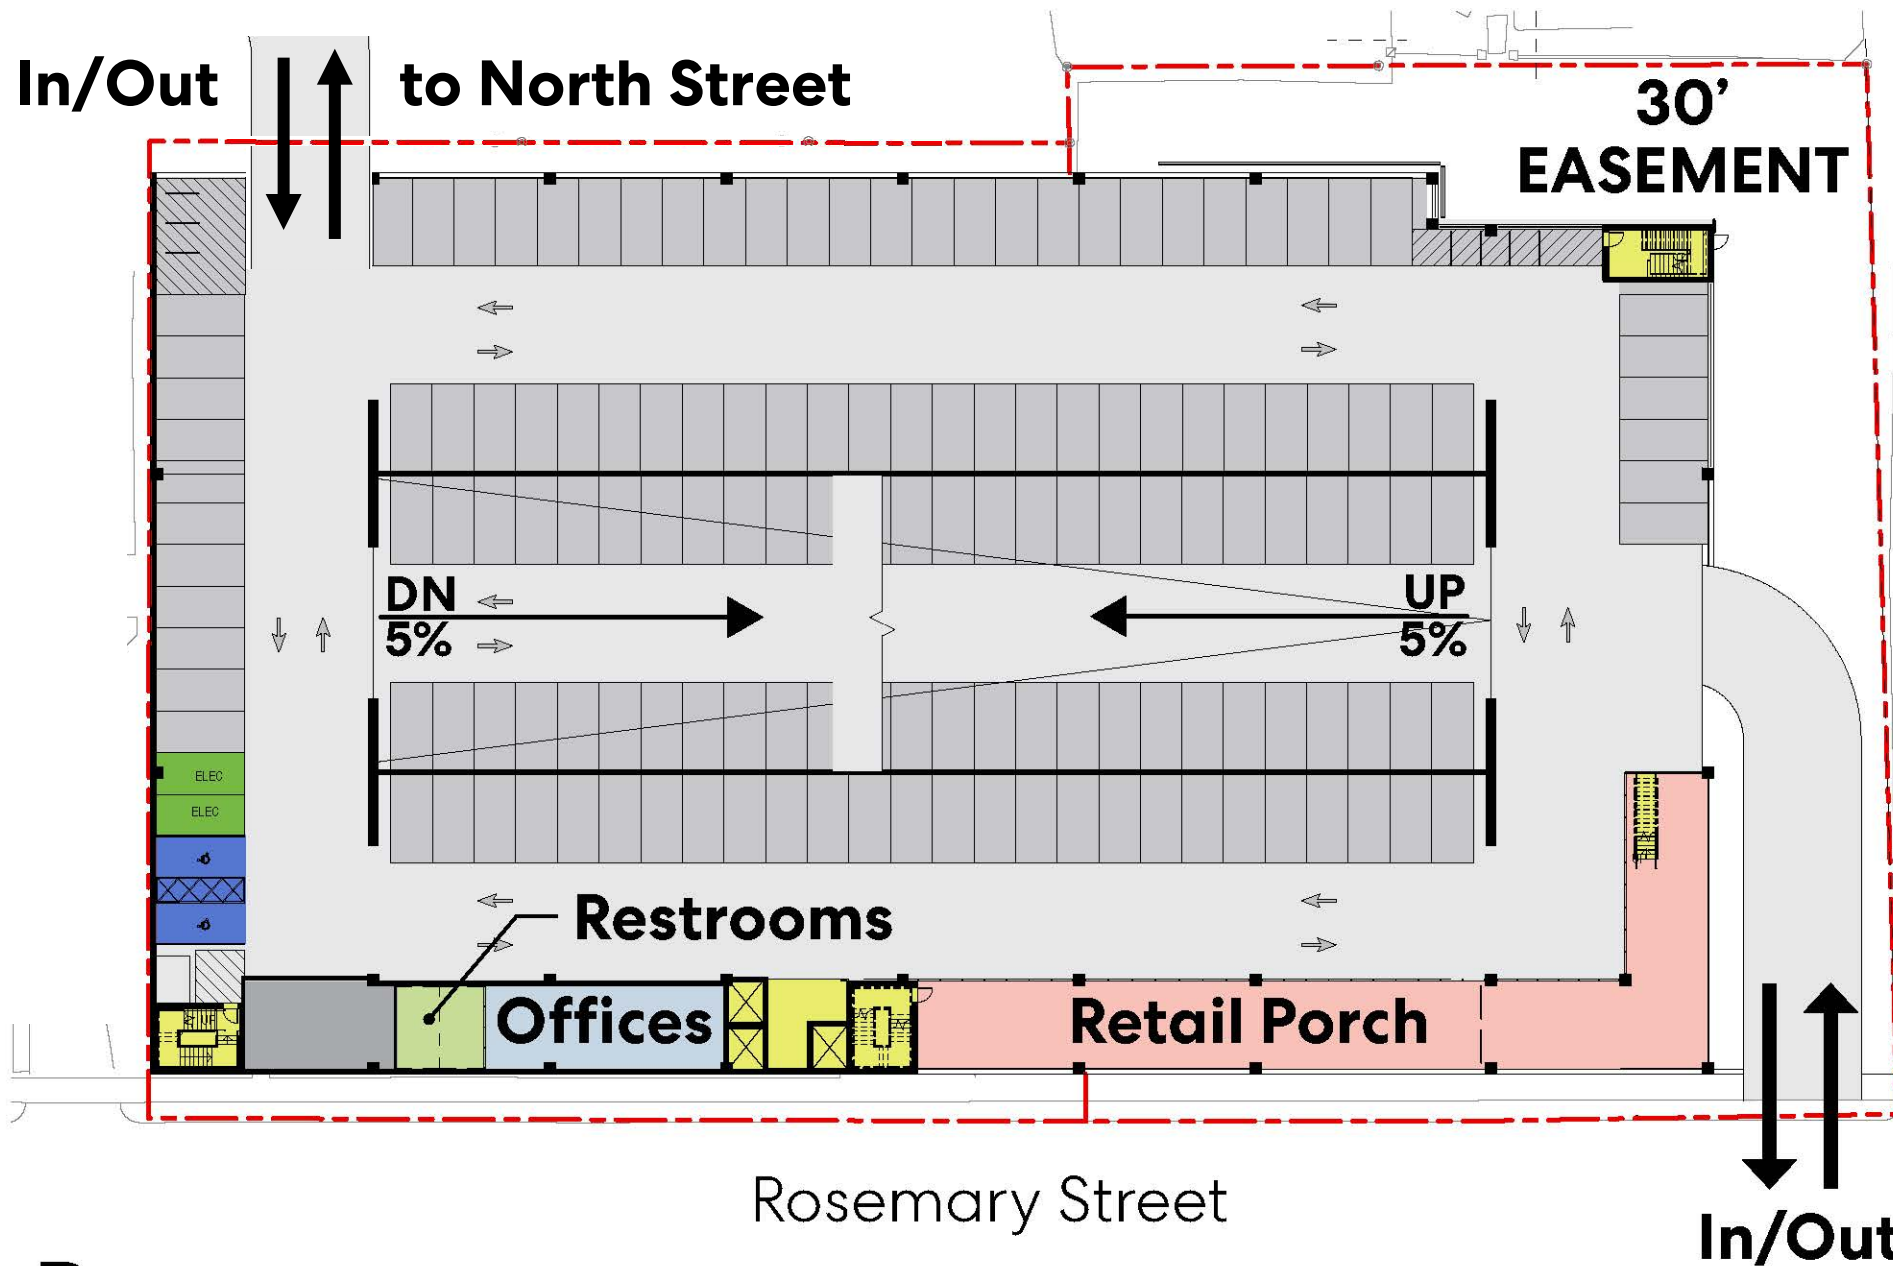 In/Out
to North Street
30’
EASEMENT
DN
5%
UP
5%
ELEC
ELEC
Restrooms
Offices
Retail Porch
Rosemary Street
In/Out